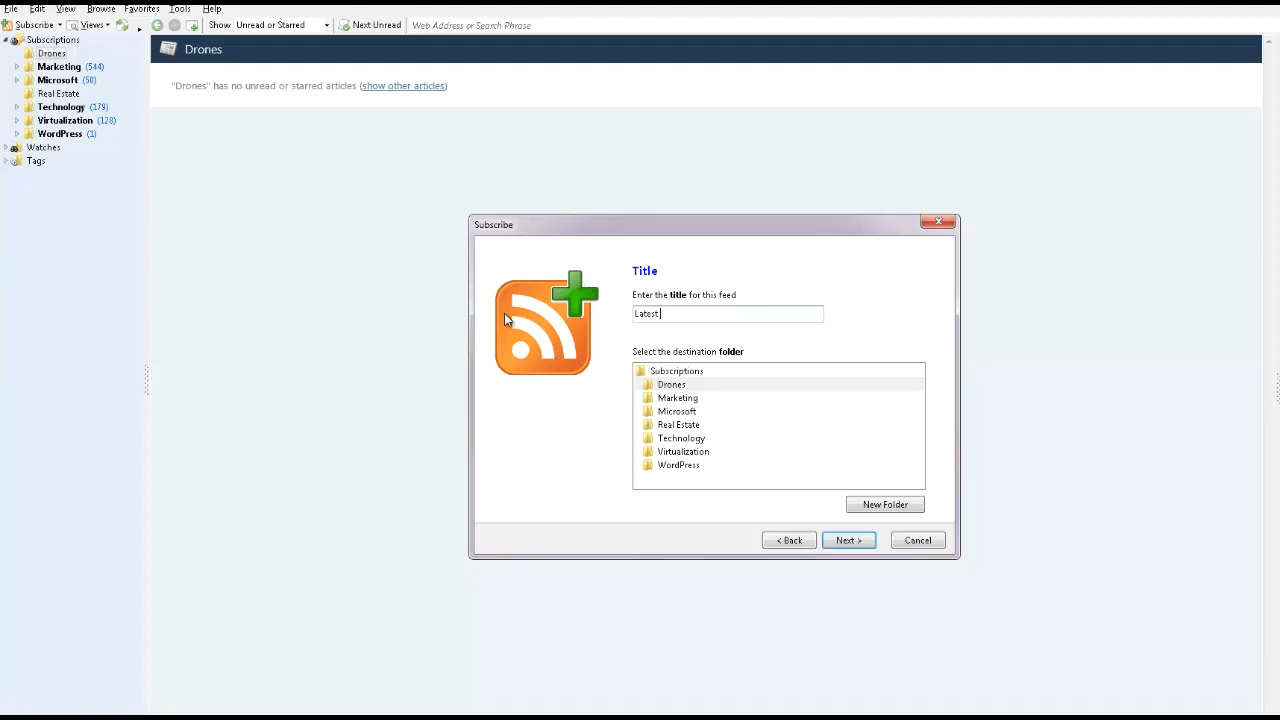 File Edit View Browse Favorites Tools Help
Subscribe Views Show Unread or Starred Next Unread Web Address or Search Phrase
Subscriptions
Drones
Marketing (544)
Microsoft (50)
Real Estate
Technology (179)
Virtualization (128)
WordPress (1)
Watches
Tags
Drones
"Drones" has no unread or starred articles (show other articles)
Subscribe
Title
Enter the title for this feed
Latest
Select the destination folder
Subscriptions
Drones
Marketing
Microsoft
Real Estate
Technology
Virtualization
WordPress
New Folder
< Back Next > Cancel